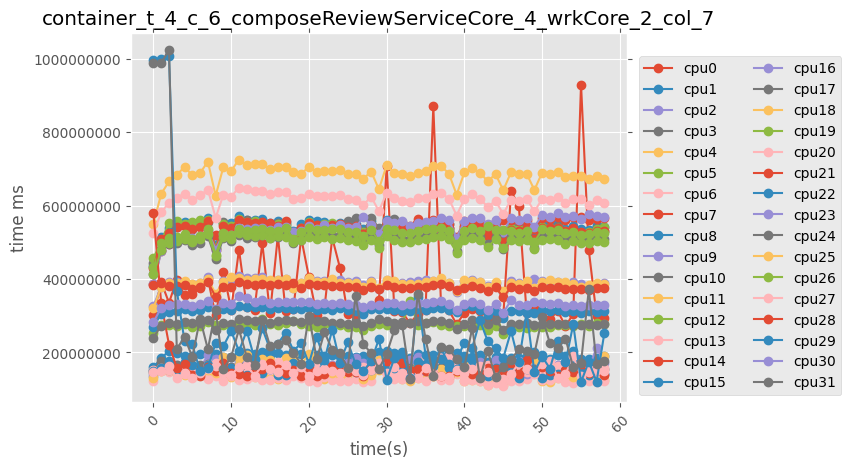 container_t_4_c_6_composeReviewServiceCore_4_wrkCore_2_col_7
1000000000
800000000
600000000
400000000
200000000
time ms
0
10
20
30
40
50
60
time(s)
cpu0
cpu1
cpu2
cpu3
cpu4
cpu5
cpu6
cpu7
cpu8
cpu9
cpu10
cpu11
cpu12
cpu13
cpu14
cpu15
cpu16
cpu17
cpu18
cpu19
cpu20
cpu21
cpu22
cpu23
cpu24
cpu25
cpu26
cpu27
cpu28
cpu29
cpu30
cpu31